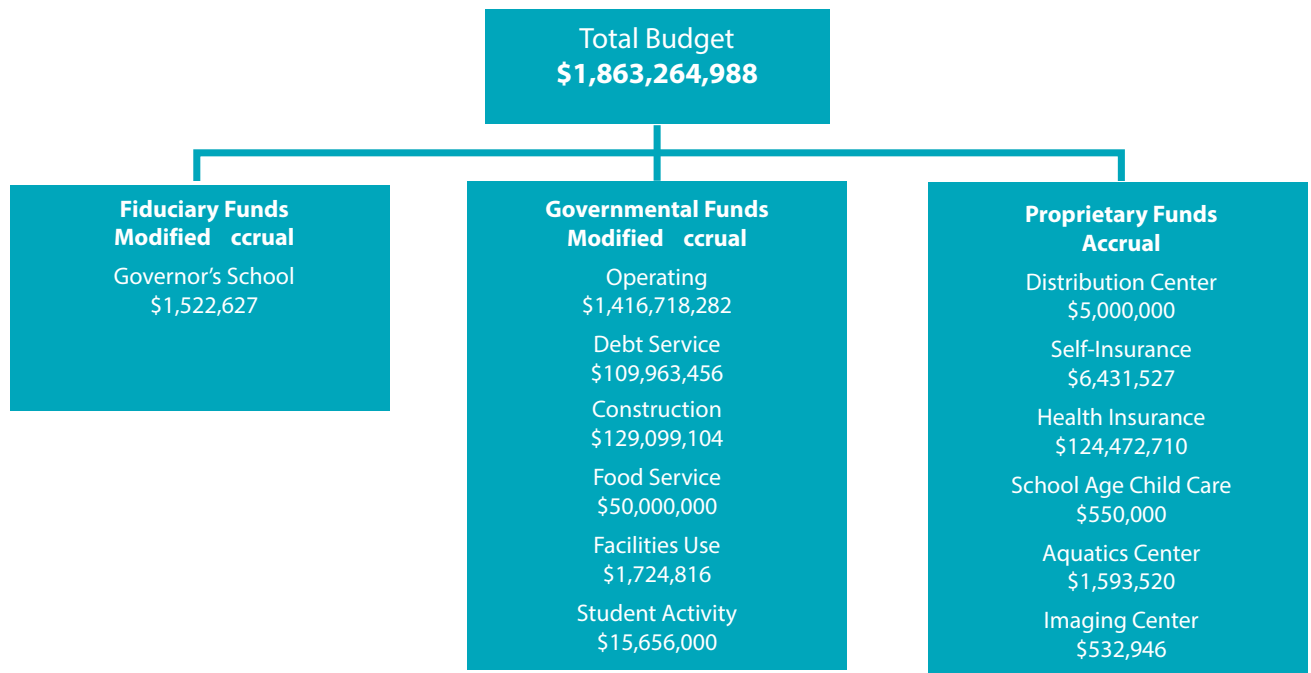 Total Budget
$1,863,264,988
Fiduciary Funds
Modified ccrual
Governor’s School
$1,522,627
Governmental Funds
Modified ccrual
Operating
$1,416,718,282
Debt Service
$109,963,456
Construction
$129,099,104
Food Service
$50,000,000
Facilities Use
$1,724,816
Student Activity
$15,656,000
Proprietary Funds
Accrual
Distribution Center
$5,000,000
Self-Insurance
$6,431,527
Health Insurance
$124,472,710
School Age Child Care
$550,000
Aquatics Center
$1,593,520
Imaging Center
$532,946